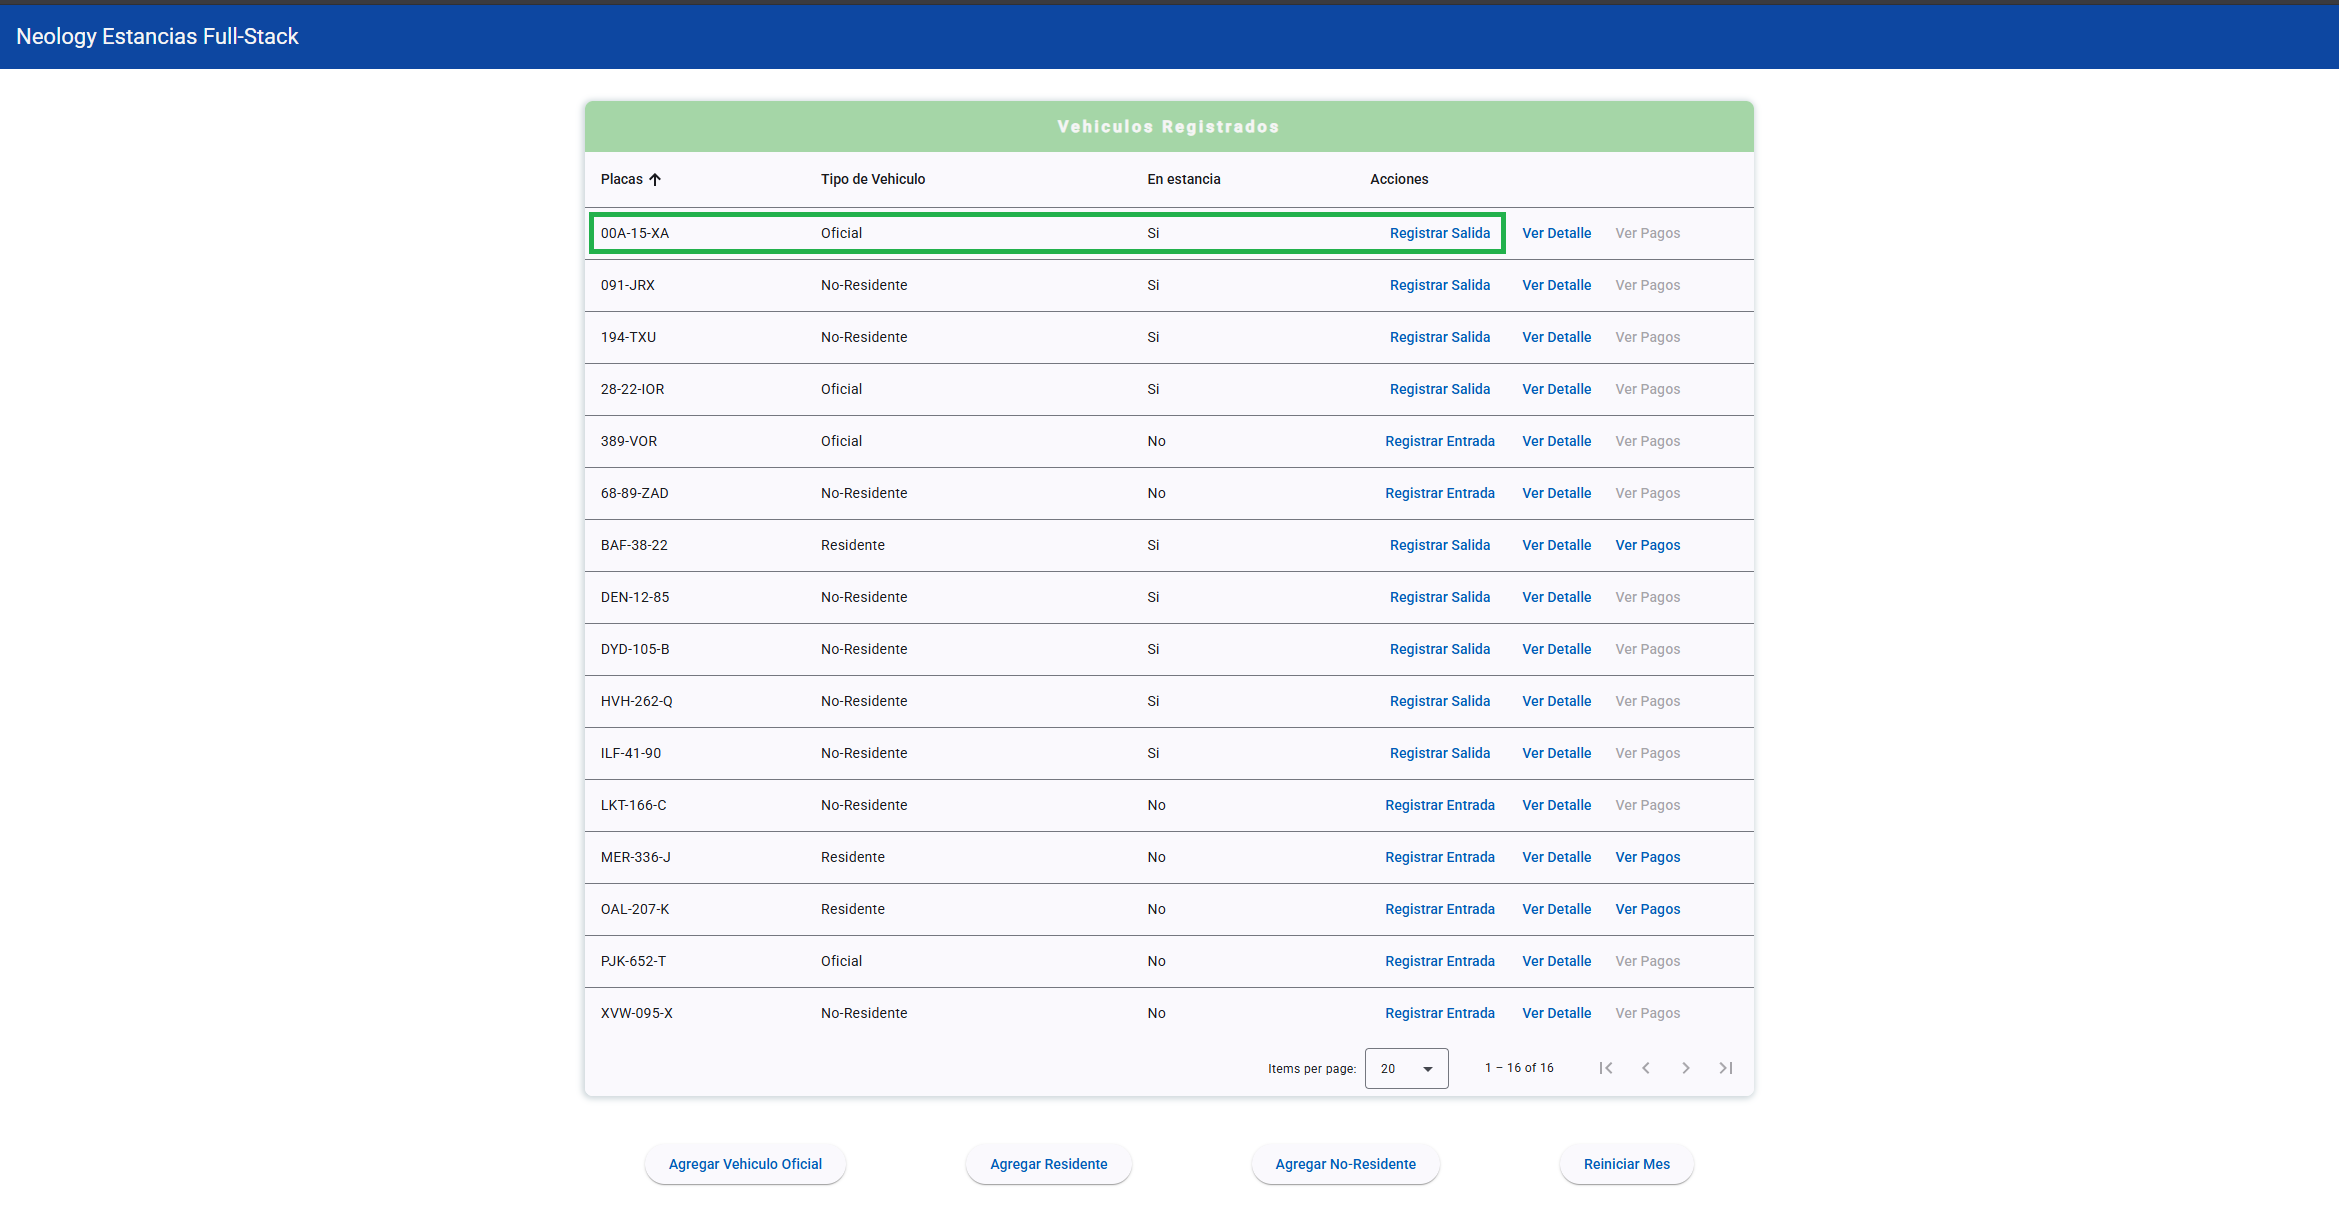 Neology Estancias Full-Stack
Vehiculos Registrados
Placas Tipo de Vehiculo En estancia Acciones
00A-15-XA Oficial Si Registrar Salida Ver Detalle Ver Pagos
091-JRX No-Residente Si Registrar Salida Ver Detalle Ver Pagos
194-TXU No-Residente Si Registrar Salida Ver Detalle Ver Pagos
28-22-IOR Oficial Si Registrar Salida Ver Detalle Ver Pagos
389-VOR Oficial No Registrar Entrada Ver Detalle Ver Pagos
68-89-ZAD No-Residente No Registrar Entrada Ver Detalle Ver Pagos
BAF-38-22 Residente Si Registrar Salida Ver Detalle Ver Pagos
DEN-12-85 No-Residente Si Registrar Salida Ver Detalle Ver Pagos
DYD-105-B No-Residente Si Registrar Salida Ver Detalle Ver Pagos
HVH-262-Q No-Residente Si Registrar Salida Ver Detalle Ver Pagos
ILF-41-90 No-Residente Si Registrar Salida Ver Detalle Ver Pagos
LKT-166-C No-Residente No Registrar Entrada Ver Detalle Ver Pagos
MER-336-J Residente No Registrar Entrada Ver Detalle Ver Pagos
OAL-207-K Residente No Registrar Entrada Ver Detalle Ver Pagos
PJK-652-T Oficial No Registrar Entrada Ver Detalle Ver Pagos
XVW-095-X No-Residente No Registrar Entrada Ver Detalle Ver Pagos
Items per page: 20 1 – 16 of 16
Agregar Vehiculo Oficial Agregar Residente Agregar No-Residente Reiniciar Mes